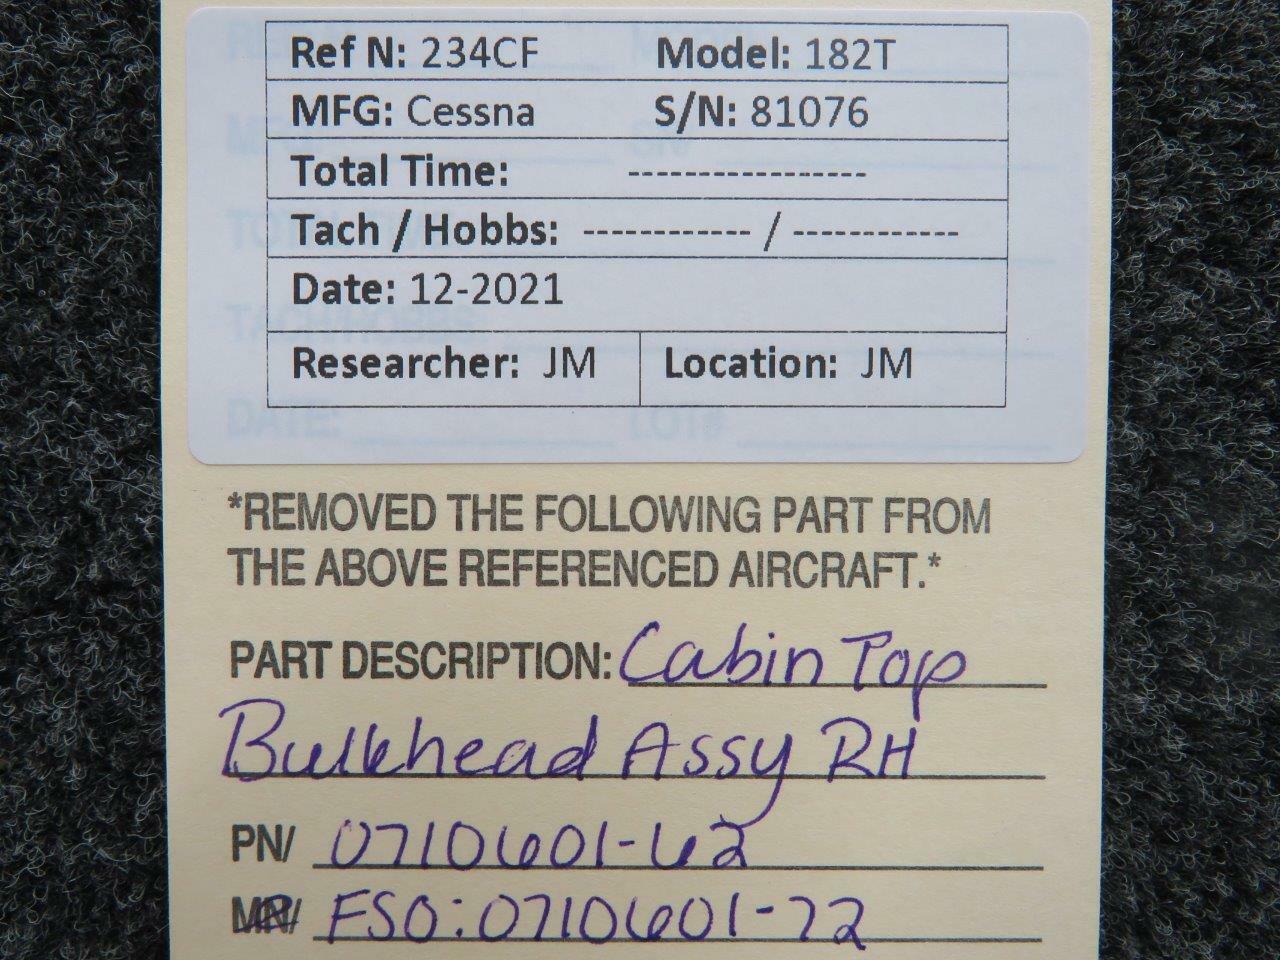 Ref N: 234CF Model: 182T
MFG: Cessna S/N: 81076
Total Time: -----------------
Tach / Hobbs: ------------ / ------------
Date: 12-2021
Researcher: JM Location: JM
*REMOVED THE FOLLOWING PART FROM
THE ABOVE REFERENCED AIRCRAFT.*
PART DESCRIPTION: Cabin Top
Bulkhead Assy RH
PN/ 0710601-62
FSO: 0710601-72